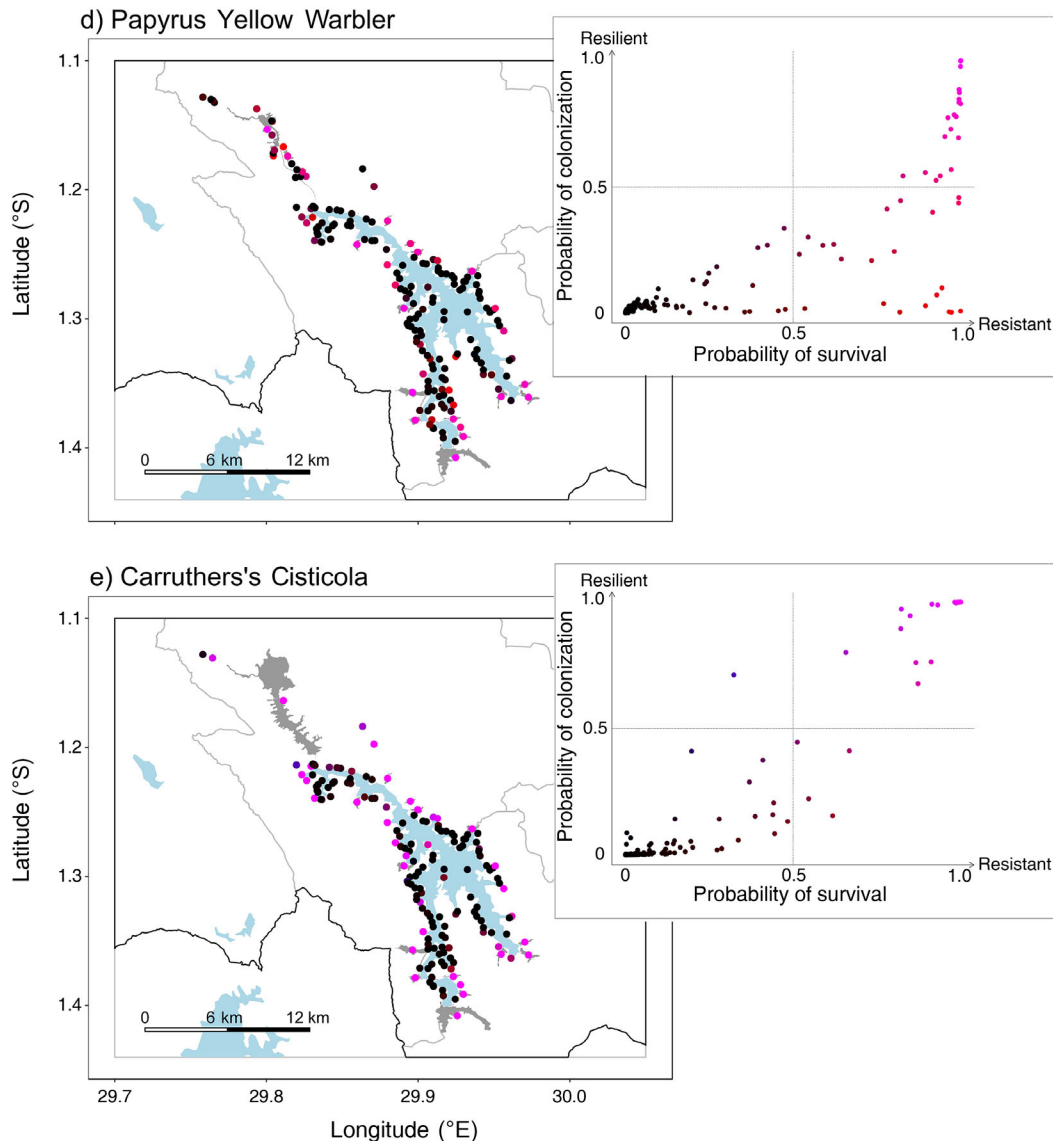 d) Papyrus Yellow Warbler
Resilient
1.0
0.5
0
0
0.5
1.0
Resistant
Probability of colonization
Probability of survival
1.1
1.2
1.3
1.4
Latitude (°S)
0 6 km 12 km
e) Carruthers's Cisticola
Resilient
1.0
0.5
0
0
0.5
1.0
Resistant
Probability of colonization
Probability of survival
1.1
1.2
1.3
1.4
Latitude (°S)
0 6 km 12 km
29.7 29.8 29.9 30.0
Longitude (°E)